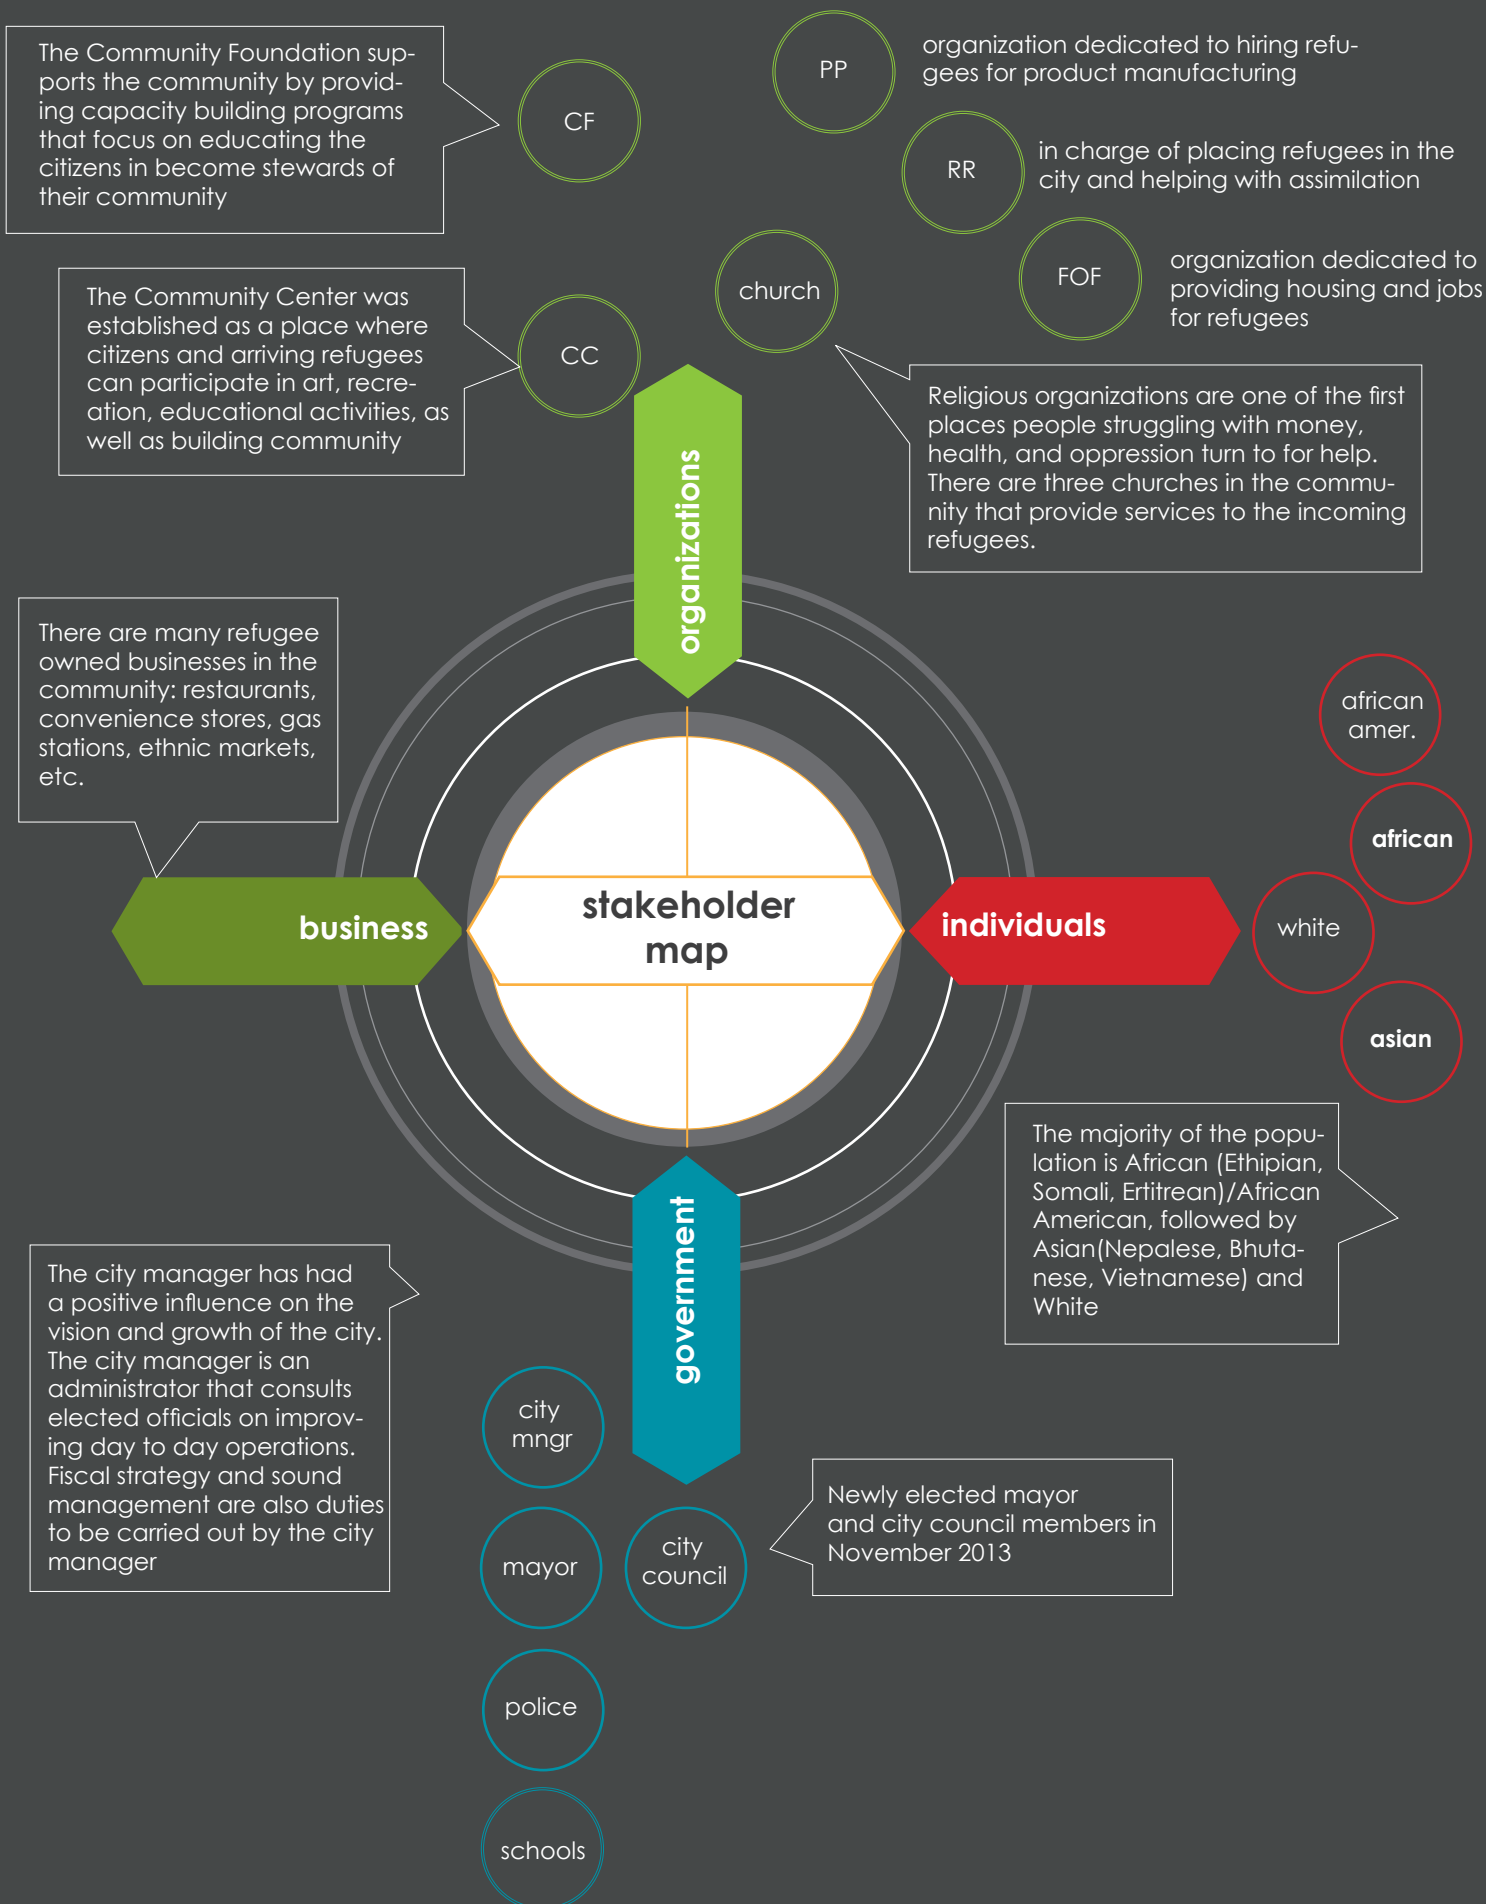 The Community Foundation sup-
ports the community by provid-
ing capacity building programs
that focus on educating the
citizens in become stewards of
their community
CF
PP
organization dedicated to hiring refu-
gees for product manufacturing
RR
in charge of placing refugees in the
city and helping with assimilation
FOF
organization dedicated to
providing housing and jobs
for refugees
church
The Community Center was
established as a place where
citizens and arriving refugees
can participate in art, recre-
ation, educational activities, as
well as building community
CC
Religious organizations are one of the first
places people struggling with money,
health, and oppression turn to for help.
There are three churches in the commu-
nity that provide services to the incoming
refugees.
organizations
There are many refugee
owned businesses in the
community: restaurants,
convenience stores, gas
stations, ethnic markets,
etc.
business
stakeholder
map
individuals
african
amer.
african
white
asian
The majority of the popu-
lation is African (Ethipian,
Somali, Ertitrean)/African
American, followed by
Asian(Nepalese, Bhuta-
nese, Vietnamese) and
White
government
The city manager has had
a positive influence on the
vision and growth of the city.
The city manager is an
administrator that consults
elected officials on improv-
ing day to day operations.
Fiscal strategy and sound
management are also duties
to be carried out by the city
manager
city
mngr
mayor
city
council
Newly elected mayor
and city council members in
November 2013
police
schools